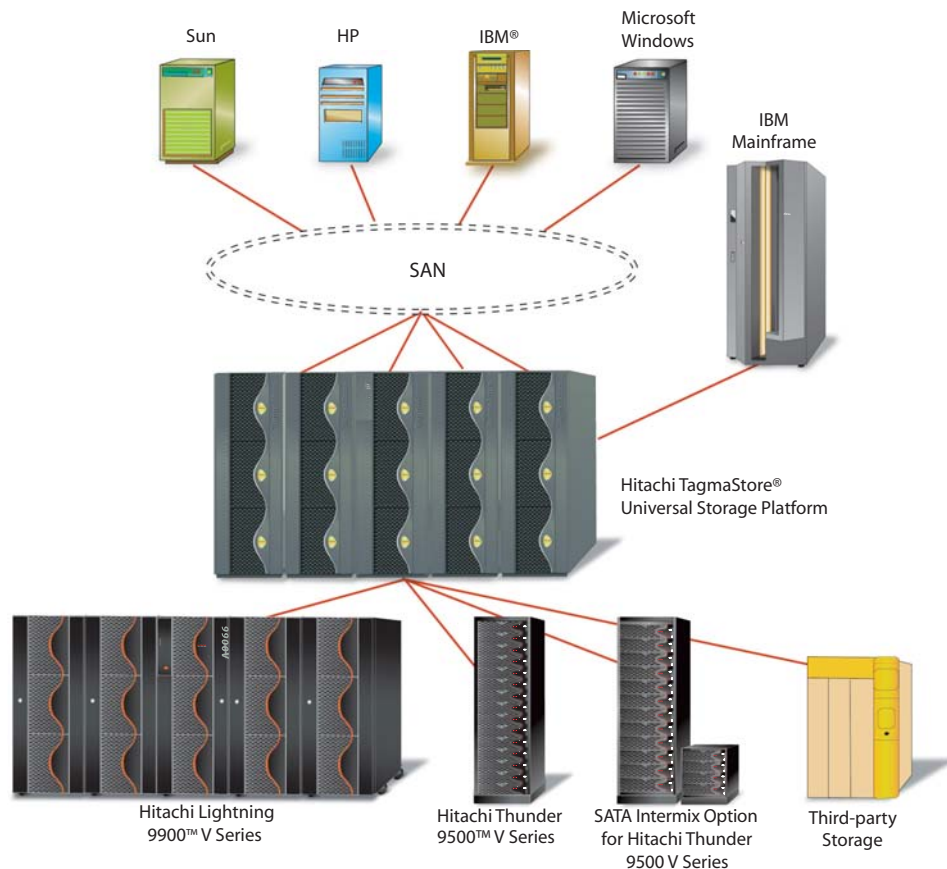 Sun
HP
IBM®
Microsoft
Windows
IBM
Mainframe
SAN
Hitachi TagmaStore®
Universal Storage Platform
9900V
Hitachi Lightning
9900™ V Series
Hitachi Thunder
9500™ V Series
SATA Intermix Option
for Hitachi Thunder
9500 V Series
Third-party
Storage